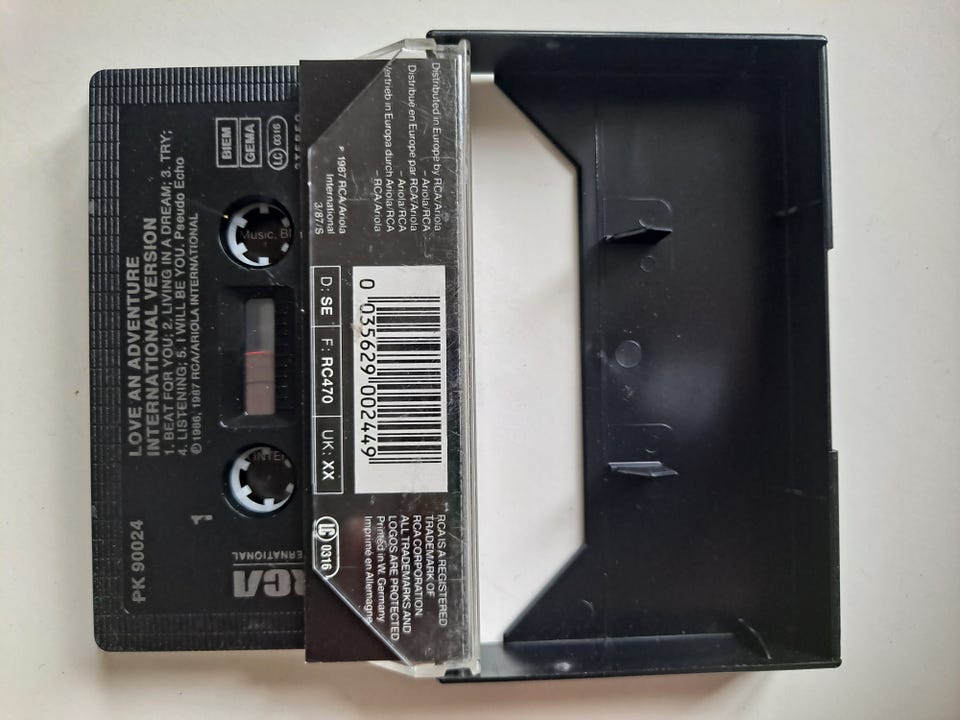 LOVE AN ADVENTURE
INTERNATIONAL VERSION
1. BEAT FOR YOU; 2. LIVING IN A DREAM; 3. TRY;
4. LISTENING; 5. I WILL BE YOU. Pseudo Echo
©1986, 1987 RCA/ARIOLA INTERNATIONAL
PK 90024
1
BIEM
GEMA
LC 0316
STEREO
RCA
Distributed in Europe by RCA/Ariola
– Ariola/RCA
Distribué en Europe par RCA/Ariola
– Ariola/RCA
Vertrieb in Europa durch Ariola/RCA
– RCA/Ariola
℗ 1987 RCA/Ariola
International
3/87/S
0 035629 002449
D: SE
F: RC470
UK: XX
RCA IS A REGISTERED
TRADEMARK OF
RCA CORPORATION
ALL TRADEMARKS AND
LOGOS ARE PROTECTED
Printed in W. Germany
Imprimé en Allemagne
LC 0316